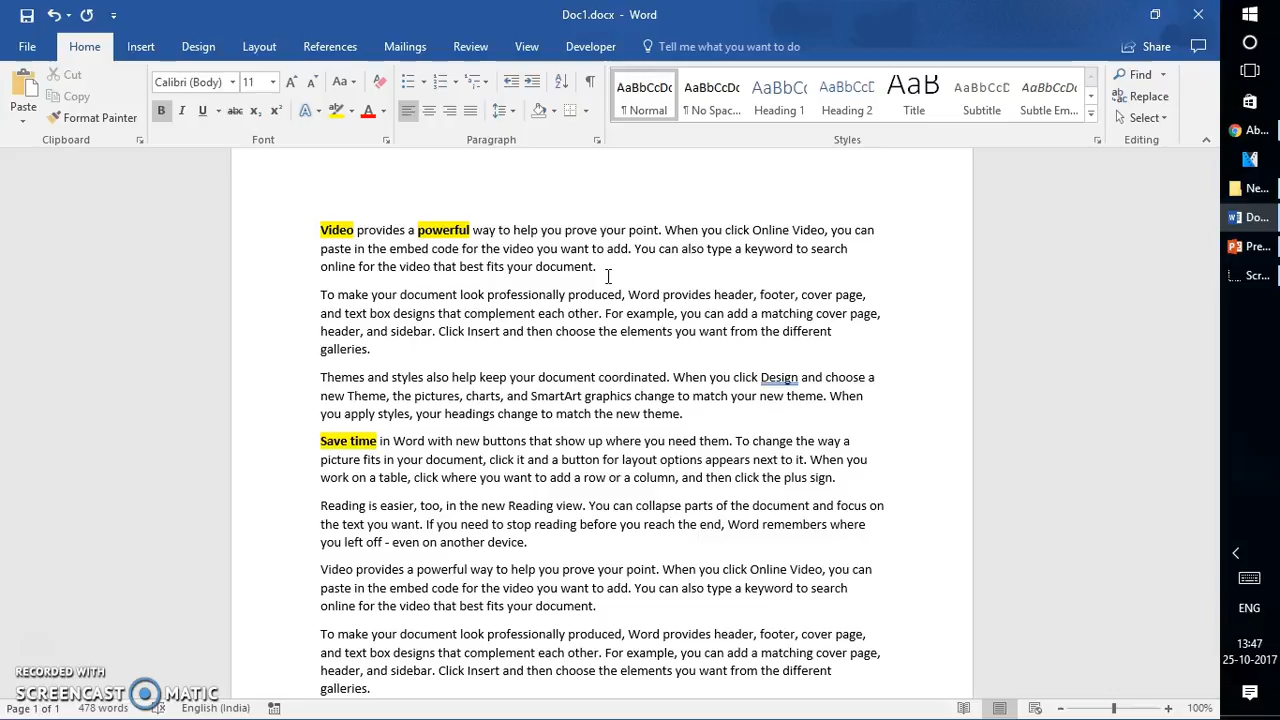 Doc1.docx - Word
File Home Insert Design Layout References Mailings Review View Developer Tell me what you want to do Share
Paste
Cut
Copy
Format Painter
Clipboard
Calibri (Body) 11 A A Aa
B I U abc x₂ x² A A
Font
Paragraph
AaBbCcDc AaBbCcDc AaBbCc AaBbCcD AaB AaBbCcD AaBbCcDc
¶ Normal ¶ No Spac... Heading 1 Heading 2 Title Subtitle Subtle Em...
Styles
Find
Replace
Select
Editing
Video provides a powerful way to help you prove your point. When you click Online Video, you can
paste in the embed code for the video you want to add. You can also type a keyword to search
online for the video that best fits your document.
To make your document look professionally produced, Word provides header, footer, cover page,
and text box designs that complement each other. For example, you can add a matching cover page,
header, and sidebar. Click Insert and then choose the elements you want from the different
galleries.
Themes and styles also help keep your document coordinated. When you click Design and choose a
new Theme, the pictures, charts, and SmartArt graphics change to match your new theme. When
you apply styles, your headings change to match the new theme.
Save time in Word with new buttons that show up where you need them. To change the way a
picture fits in your document, click it and a button for layout options appears next to it. When you
work on a table, click where you want to add a row or a column, and then click the plus sign.
Reading is easier, too, in the new Reading view. You can collapse parts of the document and focus on
the text you want. If you need to stop reading before you reach the end, Word remembers where
you left off - even on another device.
Video provides a powerful way to help you prove your point. When you click Online Video, you can
paste in the embed code for the video you want to add. You can also type a keyword to search
online for the video that best fits your document.
To make your document look professionally produced, Word provides header, footer, cover page,
and text box designs that complement each other. For example, you can add a matching cover page,
header, and sidebar. Click Insert and then choose the elements you want from the different
galleries.
RECORDED WITH
SCREENCAST MATIC
Page 1 of 1 478 words English (India) 100%
Ab...
Ne...
Do...
Pre...
Scr...
ENG
13:47
25-10-2017